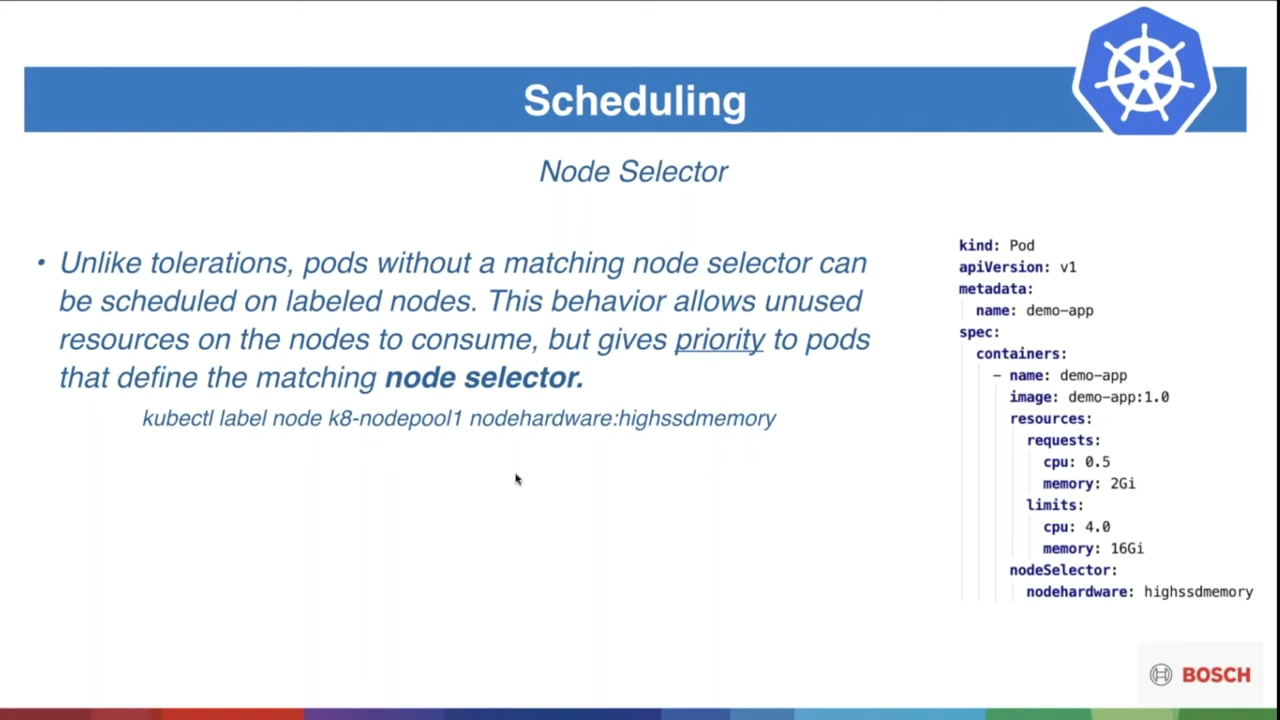 Scheduling
Node Selector
• Unlike tolerations, pods without a matching node selector can
be scheduled on labeled nodes. This behavior allows unused
resources on the nodes to consume, but gives priority to pods
that define the matching node selector.
kubectl label node k8-nodepool1 nodehardware:highssdmemory
kind: Pod
apiVersion: v1
metadata:
name: demo-app
spec:
containers:
- name: demo-app
image: demo-app:1.0
resources:
requests:
cpu: 0.5
memory: 2Gi
limits:
cpu: 4.0
memory: 16Gi
nodeSelector:
nodehardware: highssdmemory
BOSCH